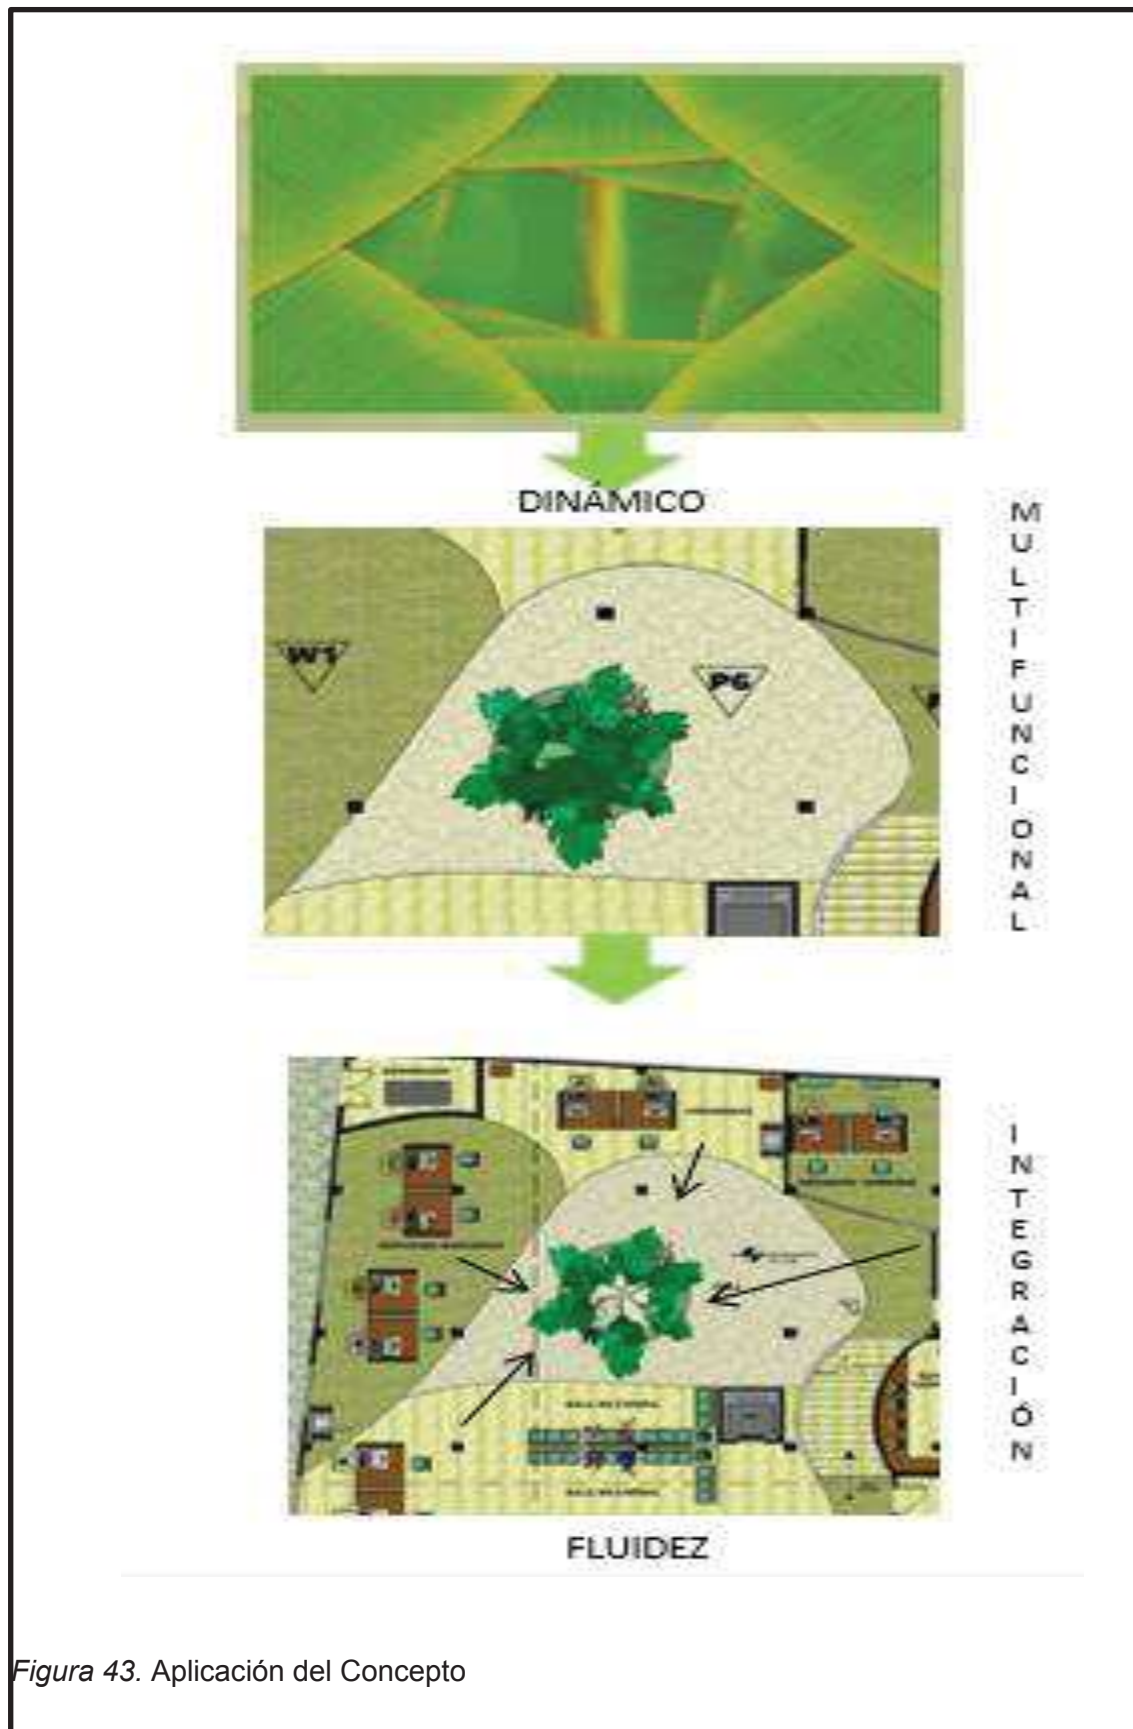 DINÁMICO
MULTIFUNCIONAL
W1
P6
INTEGRACIÓN
FLUIDEZ
Figura 43. Aplicación del Concepto